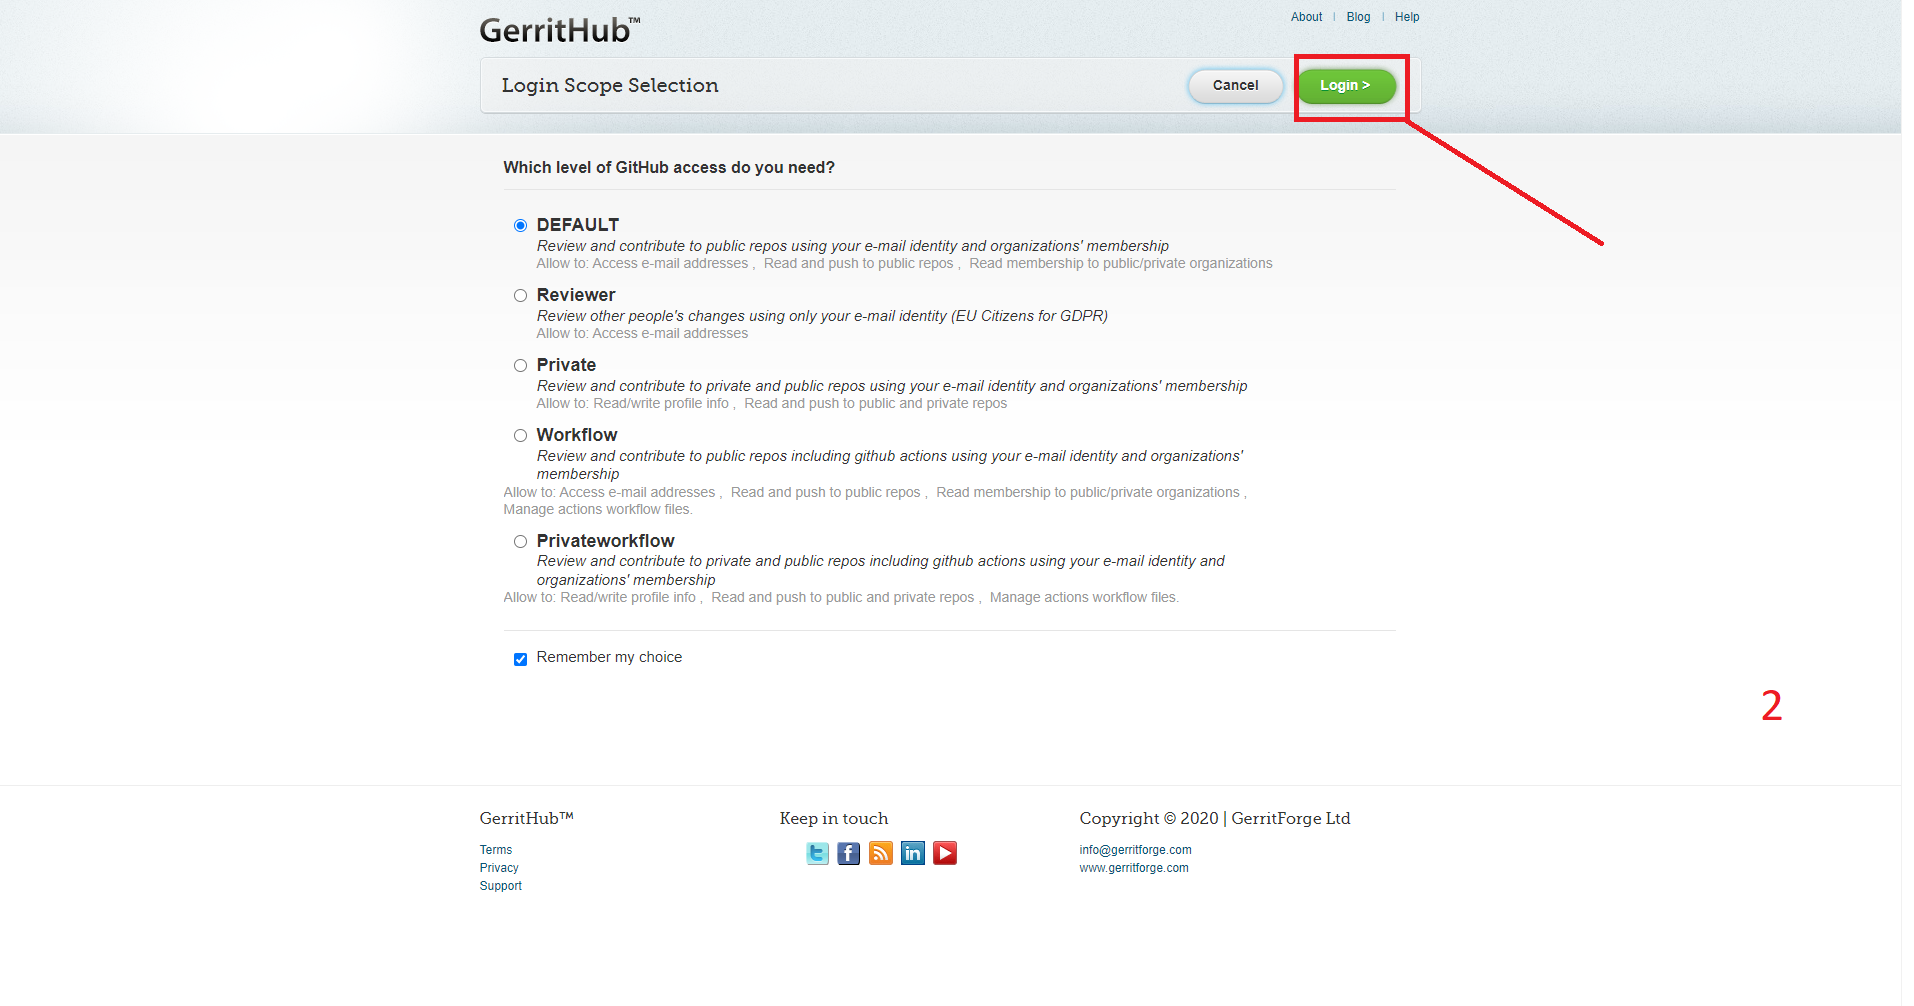 GerritHub™
About | Blog | Help
Login Scope Selection
Cancel
Login >
Which level of GitHub access do you need?
DEFAULT
Review and contribute to public repos using your e-mail identity and organizations' membership
Allow to: Access e-mail addresses , Read and push to public repos , Read membership to public/private organizations
Reviewer
Review other people's changes using only your e-mail identity (EU Citizens for GDPR)
Allow to: Access e-mail addresses
Private
Review and contribute to private and public repos using your e-mail identity and organizations' membership
Allow to: Read/write profile info , Read and push to public and private repos
Workflow
Review and contribute to public repos including github actions using your e-mail identity and organizations'
membership
Allow to: Access e-mail addresses , Read and push to public repos , Read membership to public/private organizations ,
Manage actions workflow files.
Privateworkflow
Review and contribute to private and public repos including github actions using your e-mail identity and
organizations' membership
Allow to: Read/write profile info , Read and push to public and private repos , Manage actions workflow files.
Remember my choice
2
GerritHub™
Terms
Privacy
Support
Keep in touch
Copyright © 2020 | GerritForge Ltd
info@gerritforge.com
www.gerritforge.com